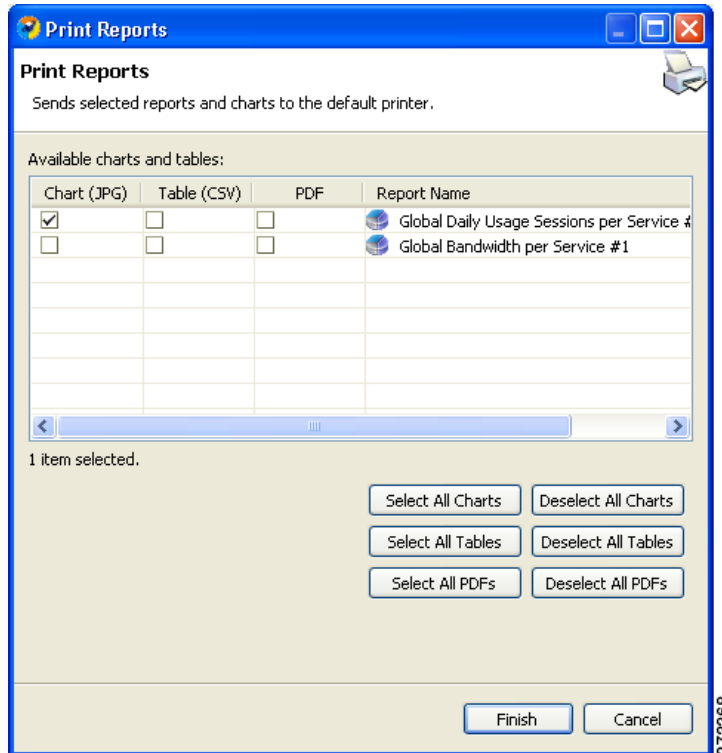 Print Reports
Print Reports
Sends selected reports and charts to the default printer.
Available charts and tables:
Chart (JPG) Table (CSV) PDF Report Name
Global Daily Usage Sessions per Service #
Global Bandwidth per Service #1
1 item selected.
Select All Charts Deselect All Charts
Select All Tables Deselect All Tables
Select All PDFs Deselect All PDFs
Finish Cancel